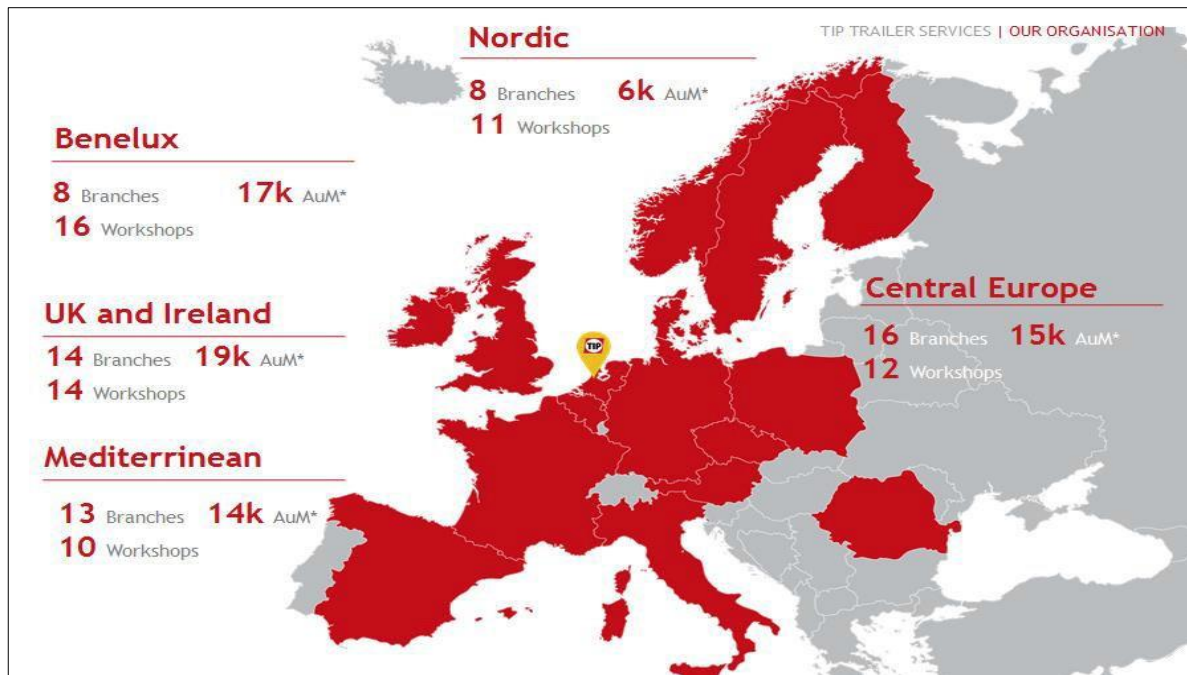 TIP TRAILER SERVICES | OUR ORGANISATION
Nordic
8 Branches 6k AuM*
11 Workshops
Benelux
8 Branches 17k AuM*
16 Workshops
UK and Ireland
14 Branches 19k AuM*
14 Workshops
TIP
Central Europe
16 Branches 15k AuM*
12 Workshops
Mediterrinean
13 Branches 14k AuM*
10 Workshops